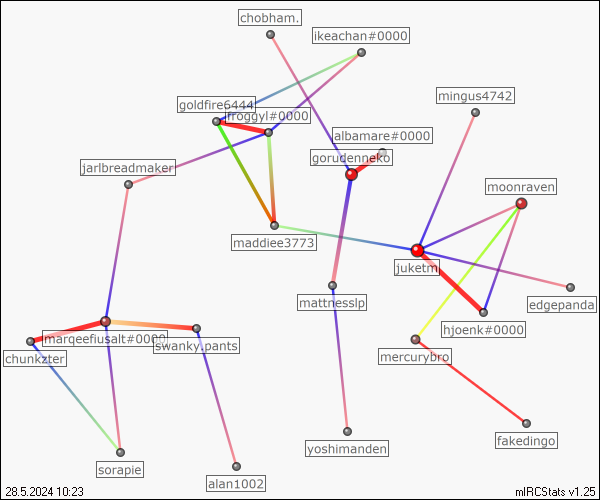 chobham.
ikeachan#0000
mingus4742
goldfire6444
froggyl#0000
albamare#0000
gorudenneko
jarlbreadmaker
moonraven
maddiee3773
juketm
mattnesslp
edgepanda
hjoenk#0000
marqeefiusalt#0000
swanky.pants
chunkzter
mercurybro
yoshimanden
fakedingo
sorapie
alan1002
28.5.2024 10:23
mIRCStats v1.25